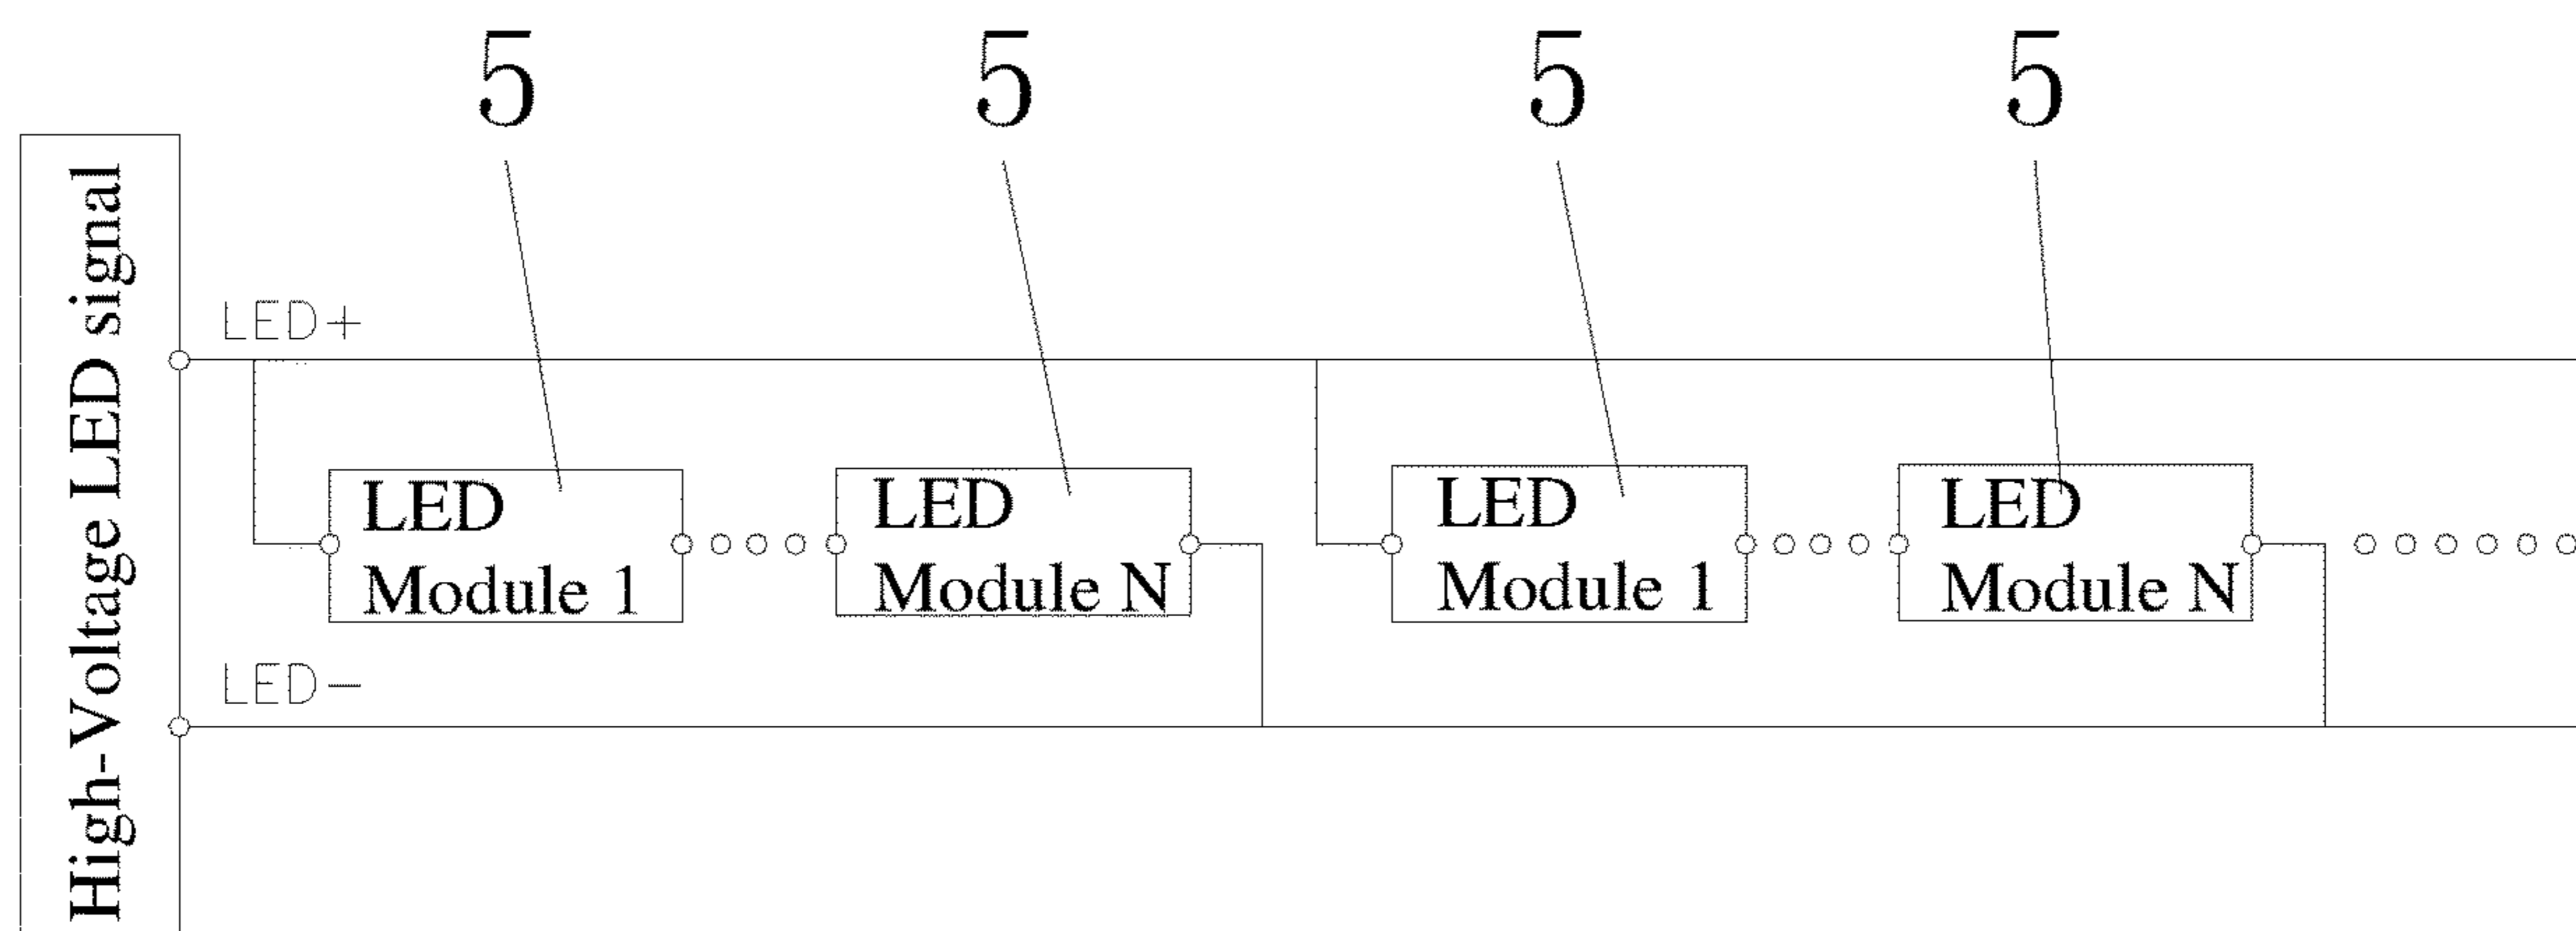 5 5 5 5
High-Voltage LED signal
LED+
LED
Module 1
LED
Module N
LED
Module 1
LED
Module N
LED-